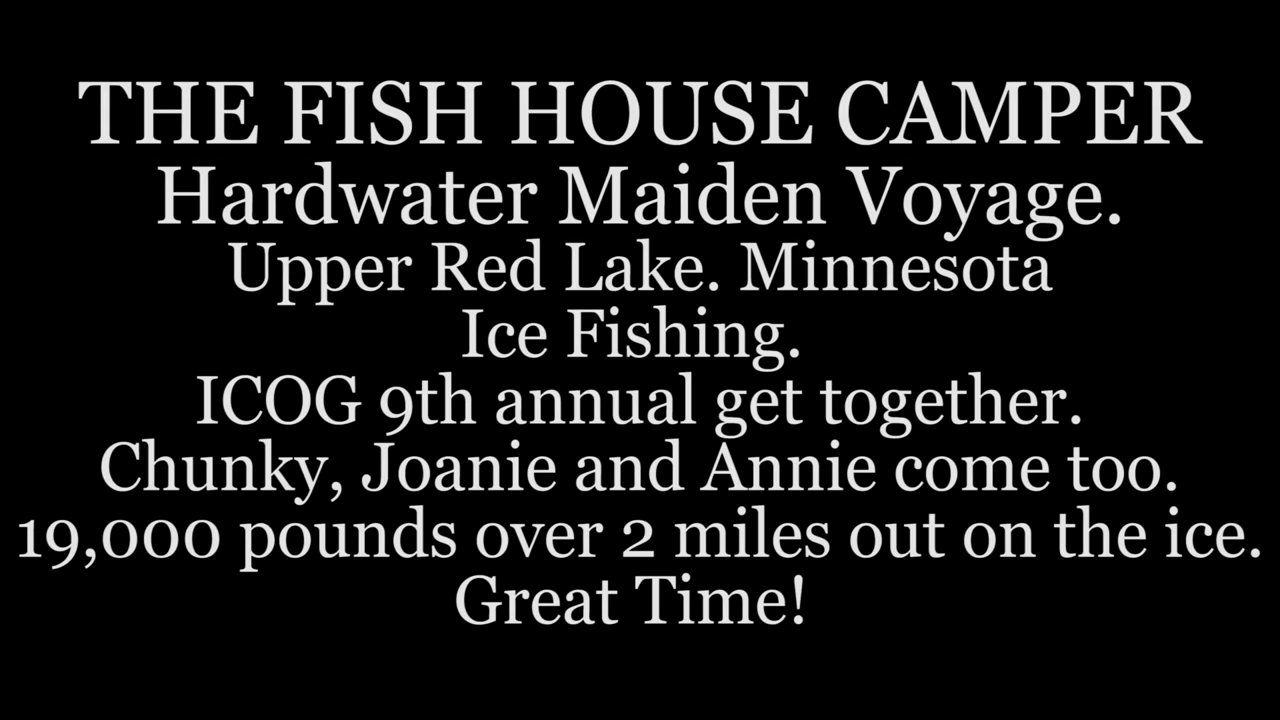 THE FISH HOUSE CAMPER
Hardwater Maiden Voyage.
Upper Red Lake. Minnesota
Ice Fishing.
ICOG 9th annual get together.
Chunky, Joanie and Annie come too.
19,000 pounds over 2 miles out on the ice.
Great Time!